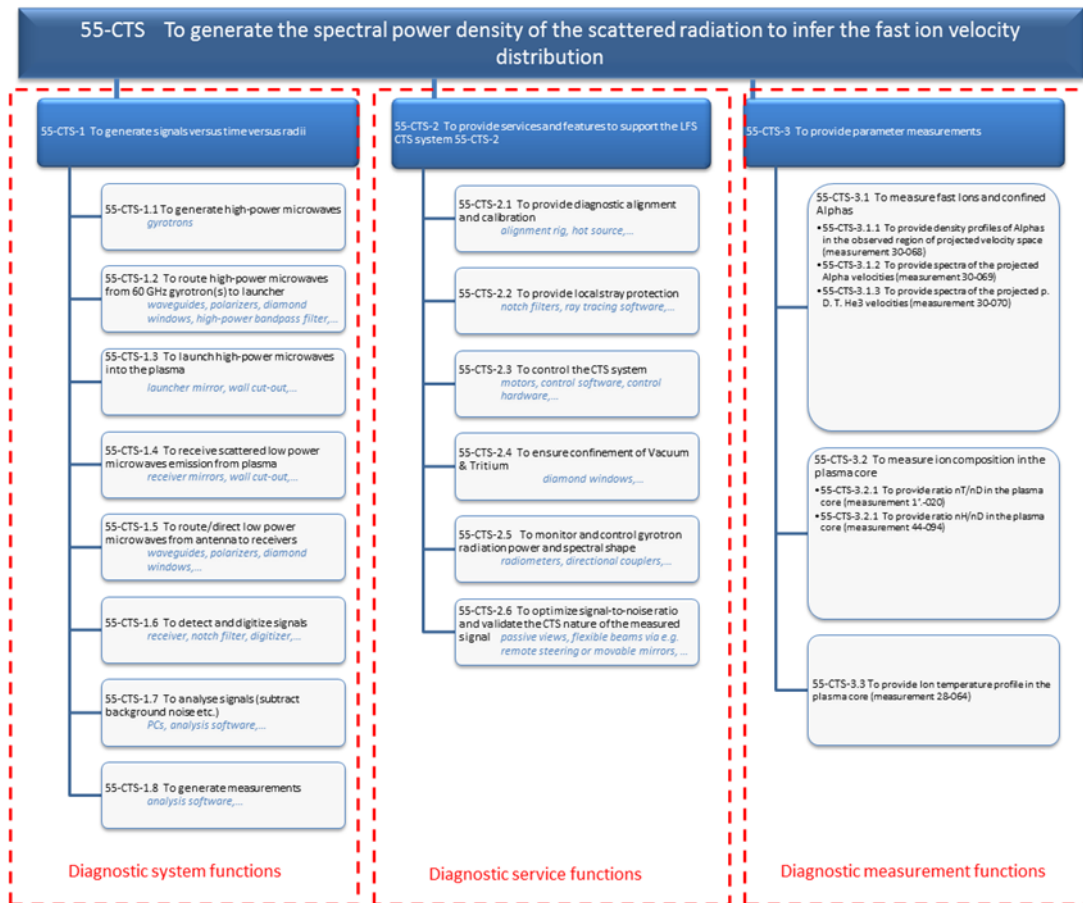 55-CTS To generate the spectral power density of the scattered radiation to infer the fast ion velocity
distribution
55-CTS-1 To generate signals versus time versus radii
55-CTS-1.1 To generate high-power microwaves
gyrotrons
55-CTS-1.2 To route high-power microwaves
from 60 GHz gyrotron(s) to launcher
waveguides, polarizers, diamond
windows, high-power bandpass filter,...
55-CTS-1.3 To launch high-power microwaves
into the plasma
launcher mirror, wall cut-out,...
55-CTS-1.4 To receive scattered low power
microwaves emission from plasma
receiver mirrors, wall cut-out,...
55-CTS-1.5 To route/direct low power
microwaves from antenna to receivers
waveguides, polarizers, diamond
windows,...
55-CTS-1.6 To detect and digitize signals
receiver, notch filter, digitizer,...
55-CTS-1.7 To analyse signals (subtract
background noise etc.)
PCs, analysis software,...
55-CTS-1.8 To generate measurements
analysis software,...
Diagnostic system functions
55-CTS-2 To provide services and features to support the LFS
CTS system 55-CTS-2
55-CTS-2.1 To provide diagnostic alignment
and calibration
alignment rig, hot source,...
55-CTS-2.2 To provide local stray protection
notch filters, ray tracing software,...
55-CTS-2.3 To control the CTS system
motors, control software, control
hardware,...
55-CTS-2.4 To ensure confinement of Vacuum
& Tritium
diamond windows,...
55-CTS-2.5 To monitor and control gyrotron
radiation power and spectral shape
radiometers, directional couplers,...
55-CTS-2.6 To optimize signal-to-noise ratio
and validate the CTS nature of the measured
signal passive views, flexible beams via e.g.
remote steering or movable mirrors, ...
Diagnostic service functions
55-CTS-3 To provide parameter measurements
55-CTS-3.1 To measure fast Ions and confined
Alphas
•55-CTS-3.1.1 To provide density profiles of Alphas
in the observed region of projected velocity space
(measurement 30-068)
•55-CTS-3.1.2 To provide spectra of the projected
Alpha velocities (measurement 30-069)
•55-CTS-3.1.3 To provide spectra of the projected p.
D. T. He3 velocities (measurement 30-070)
55-CTS-3.2 To measure ion composition in the
plasma core
•55-CTS-3.2.1 To provide ratio nT/nD in the plasma
core (measurement 1*.-020)
•55-CTS-3.2.1 To provide ratio nH/nD in the plasma
core (measurement 44-094)
55-CTS-3.3 To provide Ion temperature profile in the
plasma core (measurement 28-064)
Diagnostic measurement functions